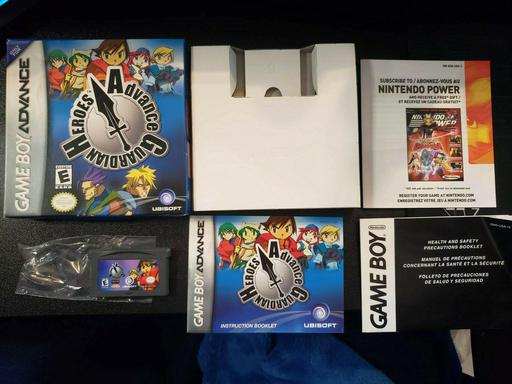 GAME BOY ADVANCE
Advance
Guardian
Heroes
E
UBISOFT
SUBSCRIBE TO / ABONNEZ-VOUS AU
NINTENDO POWER
AND RECEIVE A FREE* GIFT /
ET RECEVEZ UN CADEAU GRATUIT*
REGISTER YOUR GAME AT NINTENDO.COM
ENREGISTREZ VOTRE JEU À NINTENDO.COM
GAME BOY ADVANCE
Advance
Guardian
Heroes
INSTRUCTION BOOKLET
UBISOFT
Nintendo
GAME BOY
HEALTH AND SAFETY
PRECAUTIONS BOOKLET
MANUEL DE PRÉCAUTIONS
CONCERNANT LA SANTÉ ET LA SÉCURITÉ
FOLLETO DE PRECAUCIONES
DE SALUD Y SEGURIDAD